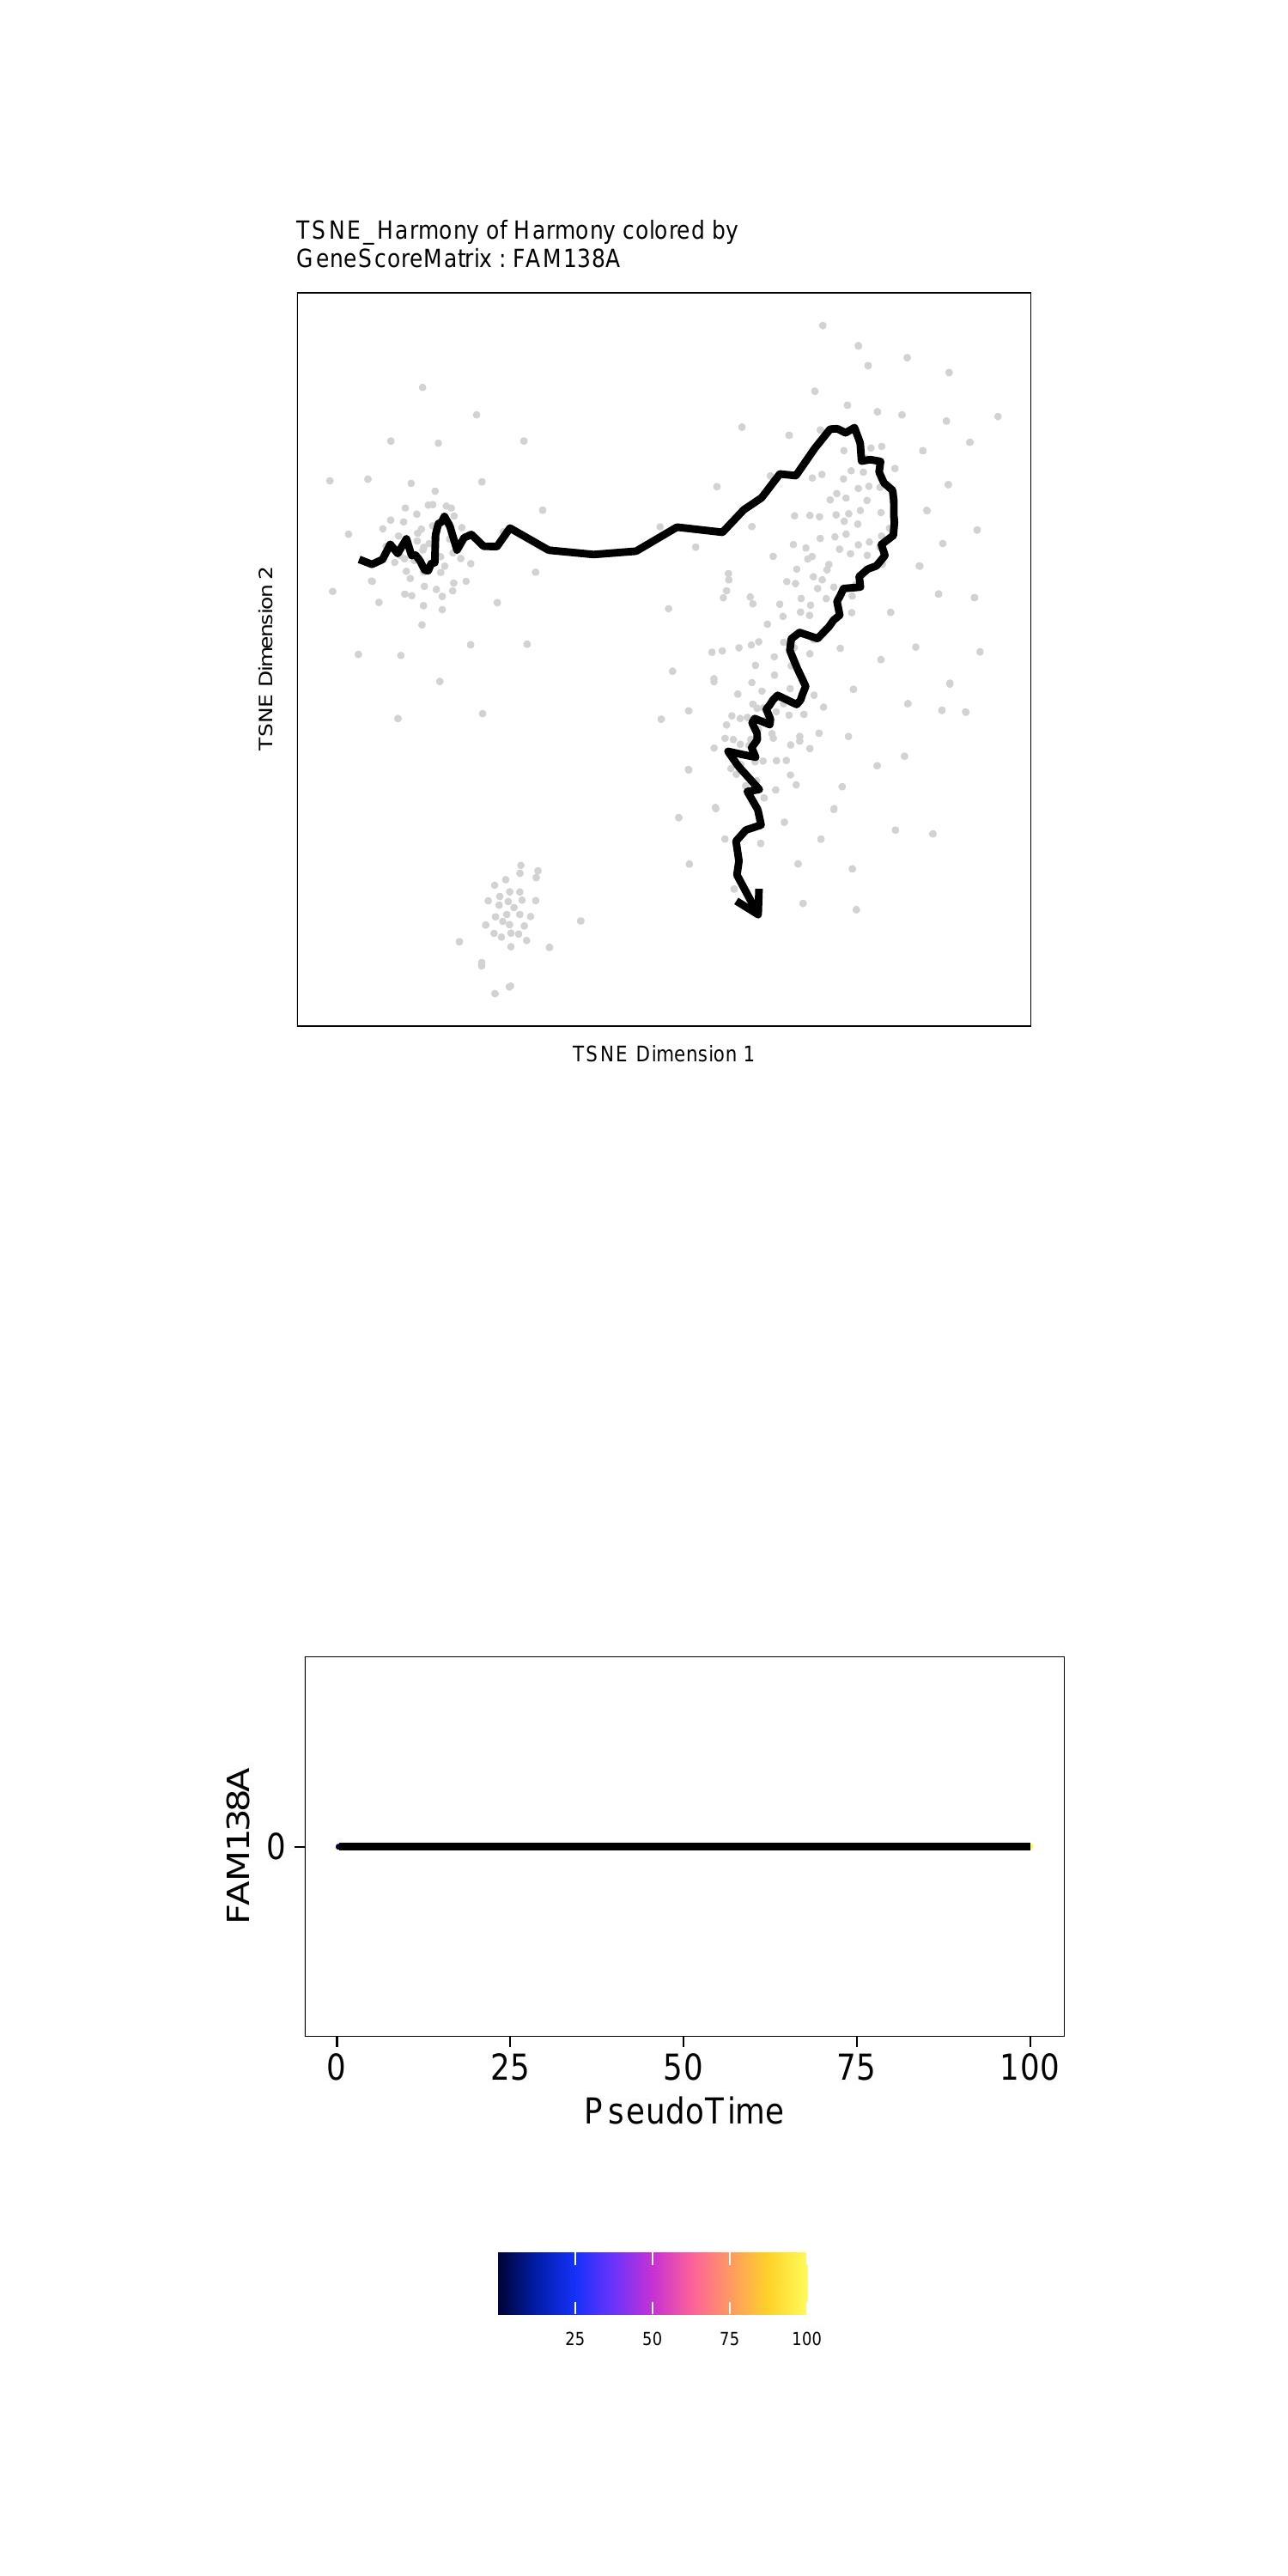 TSNE_Harmony of Harmony colored by
GeneScoreMatrix : FAM138A
TSNE Dimension 2
TSNE Dimension 1
FAM138A
0
0 25 50 75 100
PseudoTime
25 50 75 100